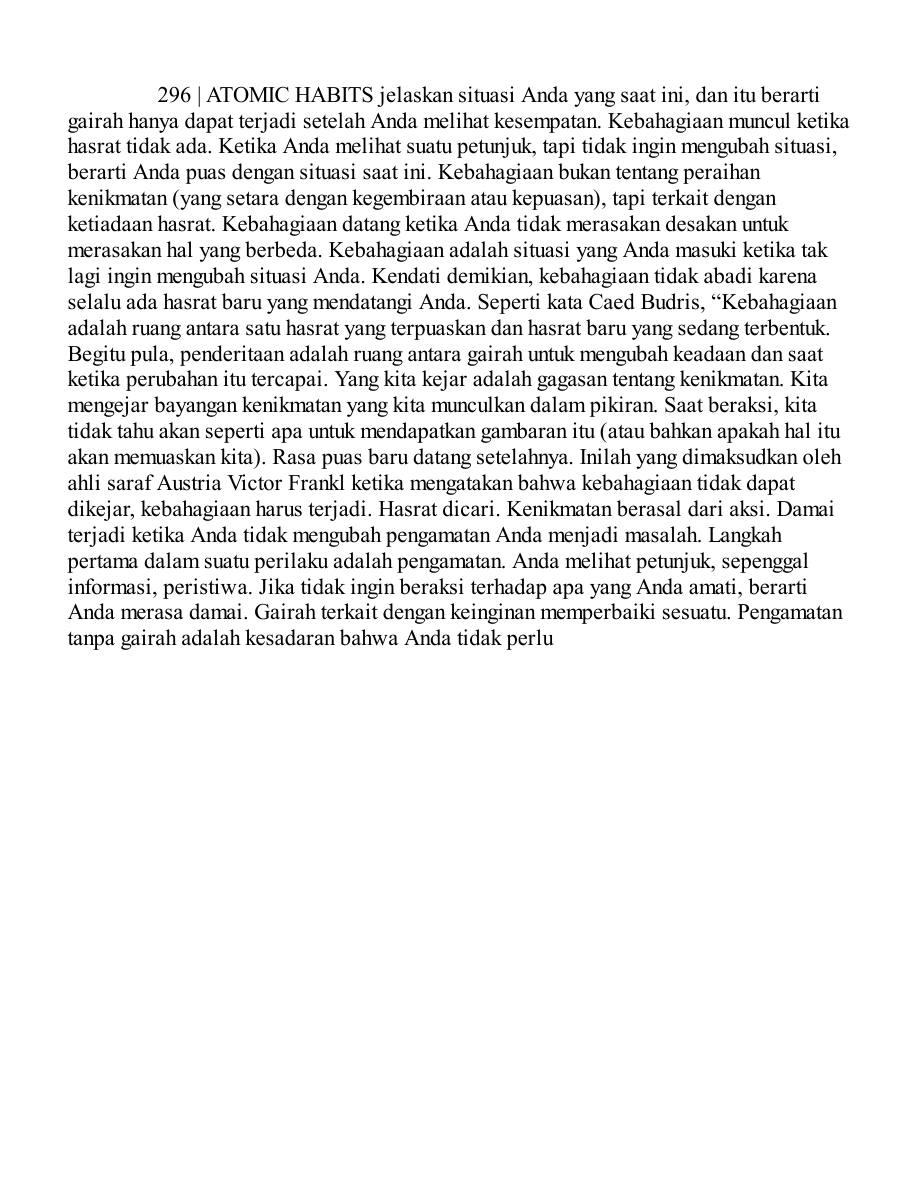 296 | ATOMIC HABITS jelaskan situasi Anda yang saat ini, dan itu berarti
gairah hanya dapat terjadi setelah Anda melihat kesempatan. Kebahagiaan muncul ketika
hasrat tidak ada. Ketika Anda melihat suatu petunjuk, tapi tidak ingin mengubah situasi,
berarti Anda puas dengan situasi saat ini. Kebahagiaan bukan tentang peraihan
kenikmatan (yang setara dengan kegembiraan atau kepuasan), tapi terkait dengan
ketiadaan hasrat. Kebahagiaan datang ketika Anda tidak merasakan desakan untuk
merasakan hal yang berbeda. Kebahagiaan adalah situasi yang Anda masuki ketika tak
lagi ingin mengubah situasi Anda. Kendati demikian, kebahagiaan tidak abadi karena
selalu ada hasrat baru yang mendatangi Anda. Seperti kata Caed Budris, “Kebahagiaan
adalah ruang antara satu hasrat yang terpuaskan dan hasrat baru yang sedang terbentuk.
Begitu pula, penderitaan adalah ruang antara gairah untuk mengubah keadaan dan saat
ketika perubahan itu tercapai. Yang kita kejar adalah gagasan tentang kenikmatan. Kita
mengejar bayangan kenikmatan yang kita munculkan dalam pikiran. Saat beraksi, kita
tidak tahu akan seperti apa untuk mendapatkan gambaran itu (atau bahkan apakah hal itu
akan memuaskan kita). Rasa puas baru datang setelahnya. Inilah yang dimaksudkan oleh
ahli saraf Austria Victor Frankl ketika mengatakan bahwa kebahagiaan tidak dapat
dikejar, kebahagiaan harus terjadi. Hasrat dicari. Kenikmatan berasal dari aksi. Damai
terjadi ketika Anda tidak mengubah pengamatan Anda menjadi masalah. Langkah
pertama dalam suatu perilaku adalah pengamatan. Anda melihat petunjuk, sepenggal
informasi, peristiwa. Jika tidak ingin beraksi terhadap apa yang Anda amati, berarti
Anda merasa damai. Gairah terkait dengan keinginan memperbaiki sesuatu. Pengamatan
tanpa gairah adalah kesadaran bahwa Anda tidak perlu